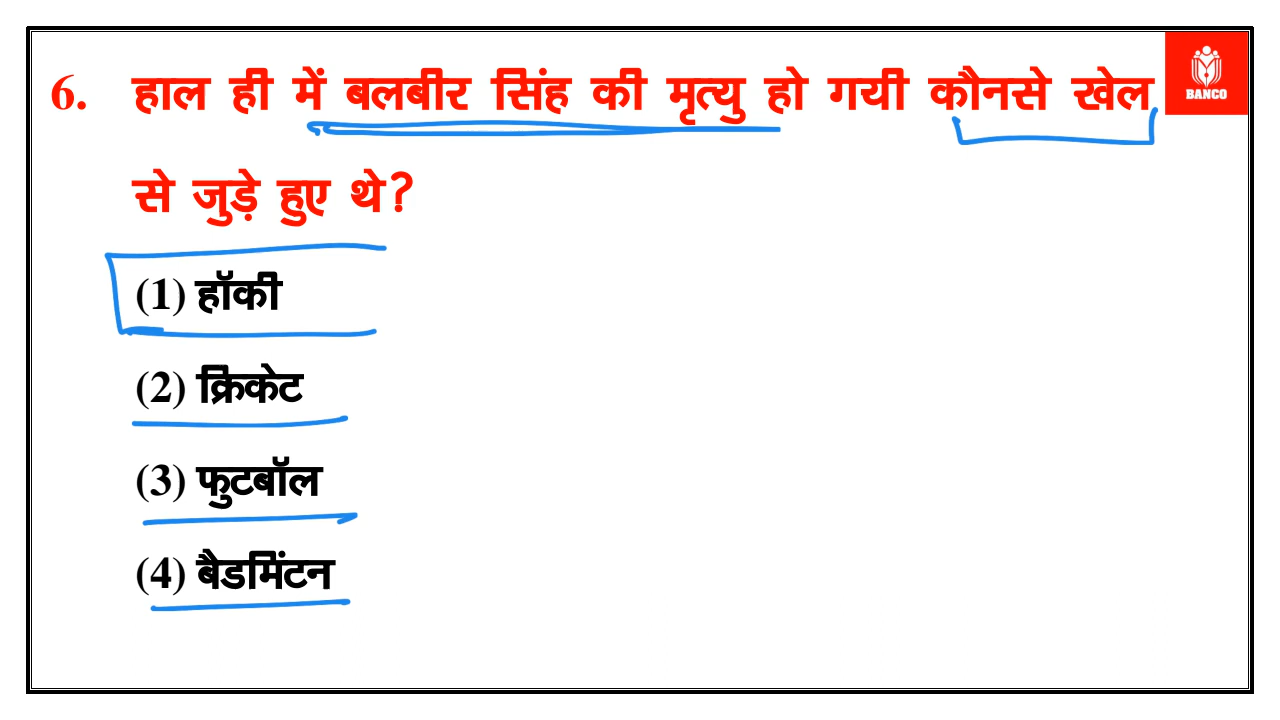 6. हाल ही में बलबीर सिंह की मृत्यु हो गयी कौनसे खेल
BANCO
से जुड़े हुए थे?
(1) हॉकी
(2) क्रिकेट
(3) फुटबॉल
(4) बैडमिंटन